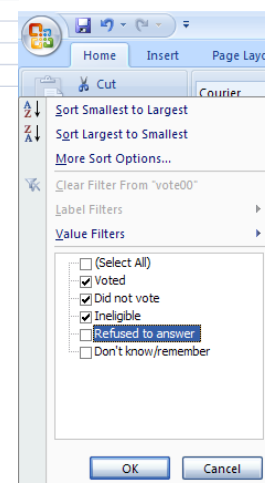 Home Insert Page Layo
Cut
Courier
Sort Smallest to Largest
Sort Largest to Smallest
More Sort Options...
Clear Filter From "vote00"
Label Filters
Value Filters
(Select All)
Voted
Did not vote
Ineligible
Refused to answer
Don't know/remember
OK Cancel